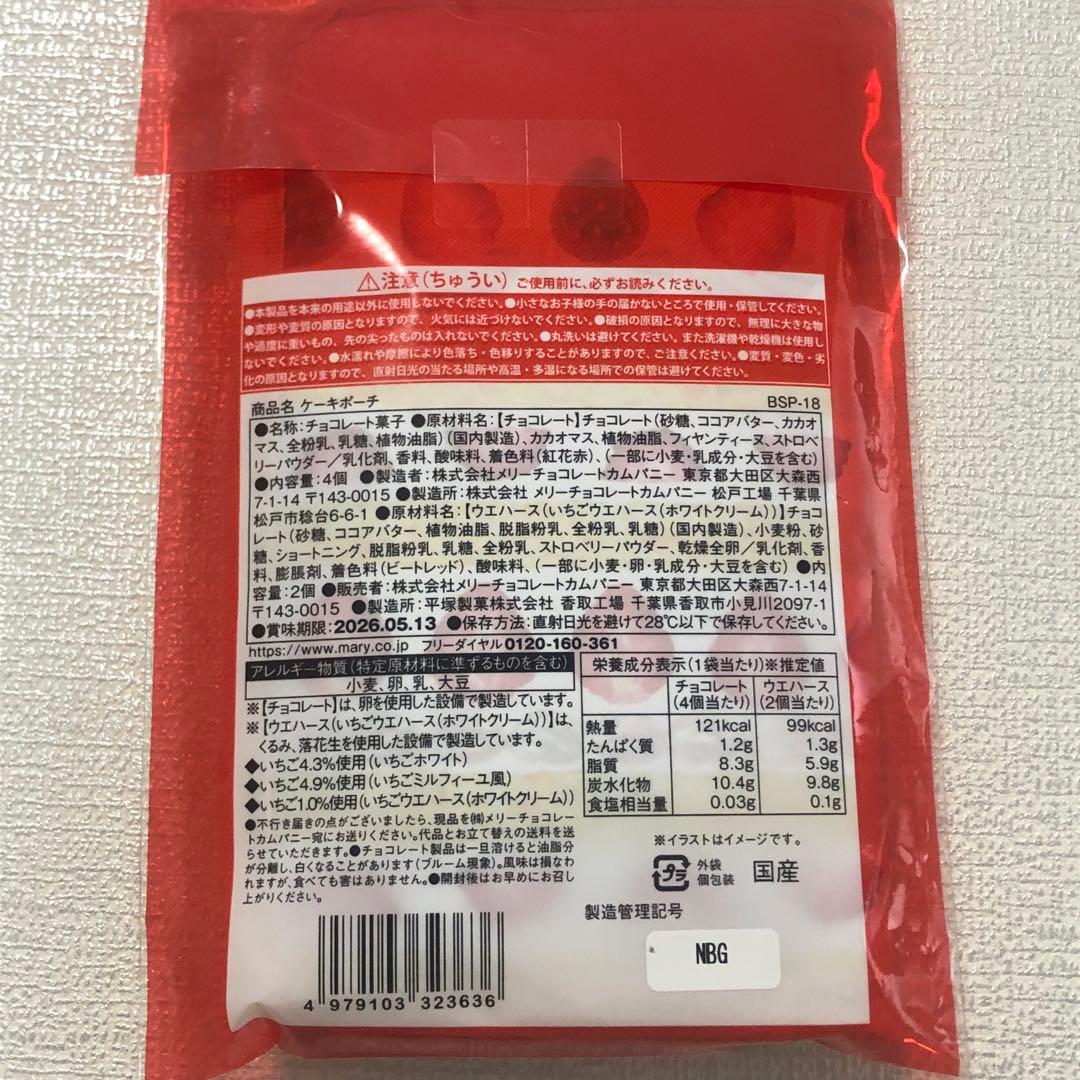 ⚠注意(ちゅうい) ご使用前に、必ずお読みください。
●本製品を本来の用途以外に使用しないでください。●小さなお子様の手の届かないところで使用・保管してください。
●変形や変質の原因となりますので、火気には近づけないでください。●破損の原因となりますので、無理に大きな物
や過度に重いもの、先の尖ったものは入れないでください。●丸洗いは避けてください。また洗濯機や乾燥機は使用し
ないでください。●水濡れや摩擦により色落ち・色移りすることがありますので、ご注意ください。●変質・変色・劣
化の原因となりますので、直射日光の当たる場所や高温・多湿になる場所での保管は避けてください。
商品名 ケーキポーチ BSP-18
●名称:チョコレート菓子 ●原材料名:【チョコレート】チョコレート(砂糖、ココアバター、カカオ
マス、全粉乳、乳糖、植物油脂)(国内製造)、カカオマス、植物油脂、フィヤンティーヌ、ストロベ
リーパウダー/乳化剤、香料、酸味料、着色料(紅花赤)、(一部に小麦・乳成分・大豆を含む)
●内容量:4個 ●製造者:株式会社メリーチョコレートカムパニー 東京都大田区大森西
7-1-14 〒143-0015 ●製造所:株式会社 メリーチョコレートカムパニー 松戸工場 千葉県
松戸市稔台6-6-1 ●原材料名:【ウエハース(いちごウエハース(ホワイトクリーム))】チョコ
レート(砂糖、ココアバター、植物油脂、脱脂粉乳、全粉乳、乳糖)(国内製造)、小麦粉、砂
糖、ショートニング、脱脂粉乳、乳糖、全粉乳、ストロベリーパウダー、乾燥全卵/乳化剤、香
料、膨脹剤、着色料(ビートレッド)、酸味料、(一部に小麦・卵・乳成分・大豆を含む) ●内
容量:2個 ●販売者:株式会社メリーチョコレートカムパニー 東京都大田区大森西7-1-14
〒143-0015 ●製造所:平塚製菓株式会社 香取工場 千葉県香取市小見川2097-1
●賞味期限:2026.05.13 ●保存方法:直射日光を避けて28℃以下で保存してください。
https://www.mary.co.jp フリーダイヤル0120-160-361
アレルギー物質(特定原材料に準ずるものを含む)
小麦、卵、乳、大豆
※【チョコレート】は、卵を使用した設備で製造しています。
※【ウエハース(いちごウエハース(ホワイトクリーム))】は、
くるみ、落花生を使用した設備で製造しています。
◆いちご4.3%使用(いちごホワイト)
◆いちご4.9%使用(いちごミルフィーユ風)
◆いちご1.0%使用(いちごウエハース(ホワイトクリーム))
●不行き届きの点がございましたら、現品を㈱メリーチョコレー
トカムパニー宛にお送りください。代品とお立て替えの送料を送
らせていただきます。●チョコレート製品は一旦溶けると油脂分
が分離し、白くなることがあります(ブルーム現象)。風味は損なわ
れますが、食べても害はありません。●開封後はお早めにお召し
上がりください。
栄養成分表示(1袋当たり)※推定値
チョコレート ウエハース
(4個当たり) (2個当たり)
熱量 121kcal 99kcal
たんぱく質 1.2g 1.3g
脂質 8.3g 5.9g
炭水化物 10.4g 9.8g
食塩相当量 0.03g 0.1g
※イラストはイメージです。
プラ 外袋 国産
個包装
製造管理記号
NBG
4 979103 323636